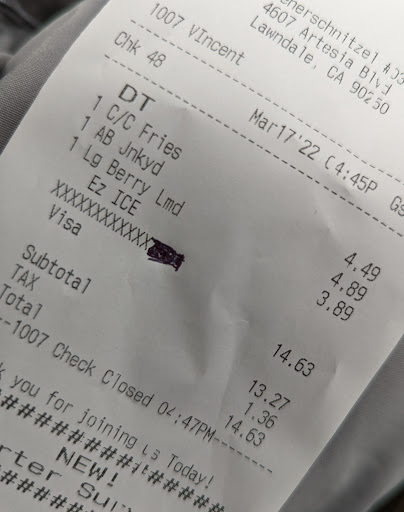 enerschnitzel #03
4607 Artesia Blvd
Lawndale, CA 90250
1007 VIncent
Chk 48 Mar17'22 04:45P Gs
DT
1 C/C Fries 4.49
1 AB Jnkyd 4.89
1 Lg Berry Lmd 3.89
Ez ICE
XXXXXXXXXXXX
Visa 14.63
Subtotal 13.27
TAX 1.36
Total 14.63
--1007 Check Closed 04:47PM-------
k you for joining us Today!
####################
NEW!